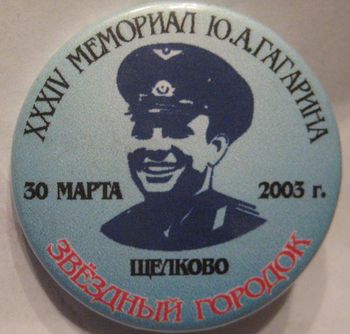 XXXIV МЕМОРИАЛ Ю.А.ГАГАРИНА
30 МАРТА 2003 г.
ЩЕЛКОВО
ЗВЁЗДНЫЙ ГОРОДОК